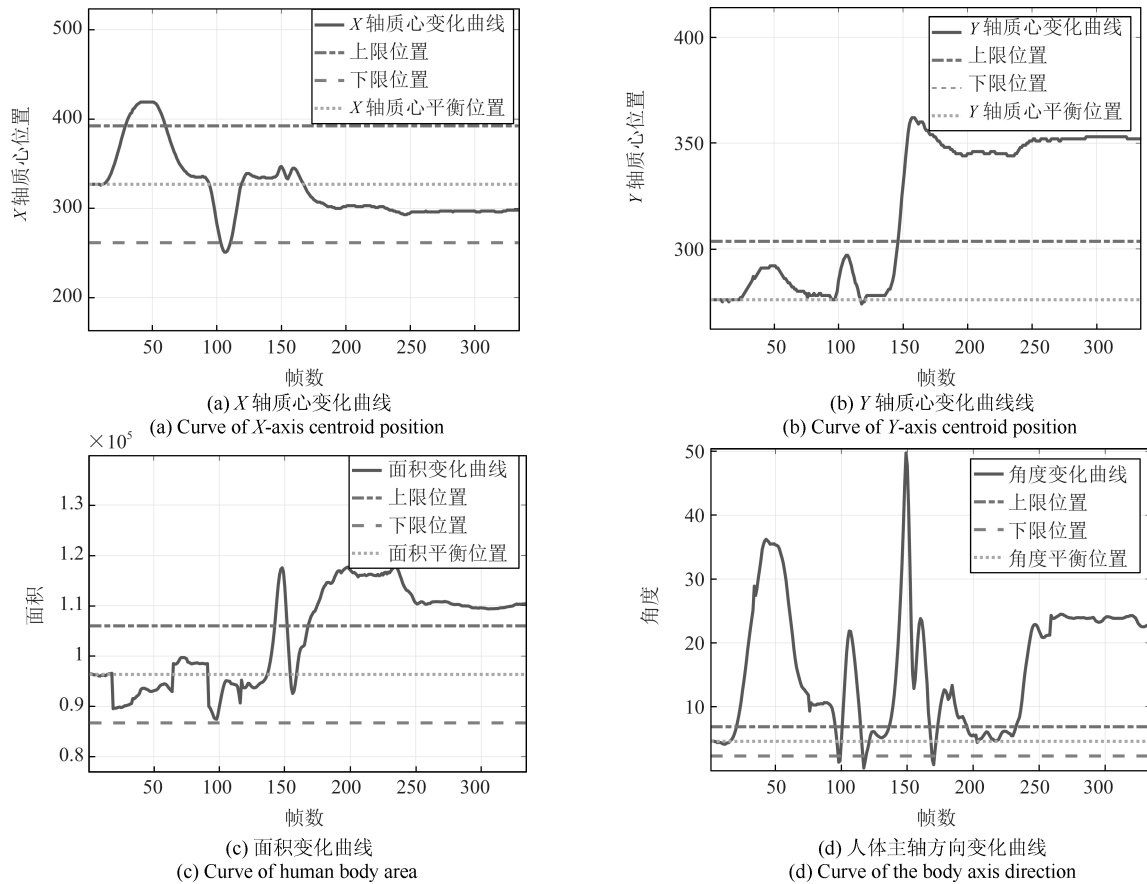 500
400
300
200
X 轴质心位置
X 轴质心变化曲线
上限位置
下限位置
X 轴质心平衡位置
50 100 150 200 250 300
帧数
(a) X 轴质心变化曲线
(a) Curve of X-axis centroid position
400
350
300
Y 轴质心位置
Y 轴质心变化曲线
上限位置
下限位置
Y 轴质心平衡位置
50 100 150 200 250 300
帧数
(b) Y 轴质心变化曲线线
(b) Curve of Y-axis centroid position
×10⁵
1.3
1.2
1.1
1
0.9
0.8
面积
面积变化曲线
上限位置
下限位置
面积平衡位置
50 100 150 200 250 300
帧数
(c) 面积变化曲线
(c) Curve of human body area
50
40
30
20
10
角度
角度变化曲线
上限位置
下限位置
角度平衡位置
50 100 150 200 250 300
帧数
(d) 人体主轴方向变化曲线
(d) Curve of the body axis direction